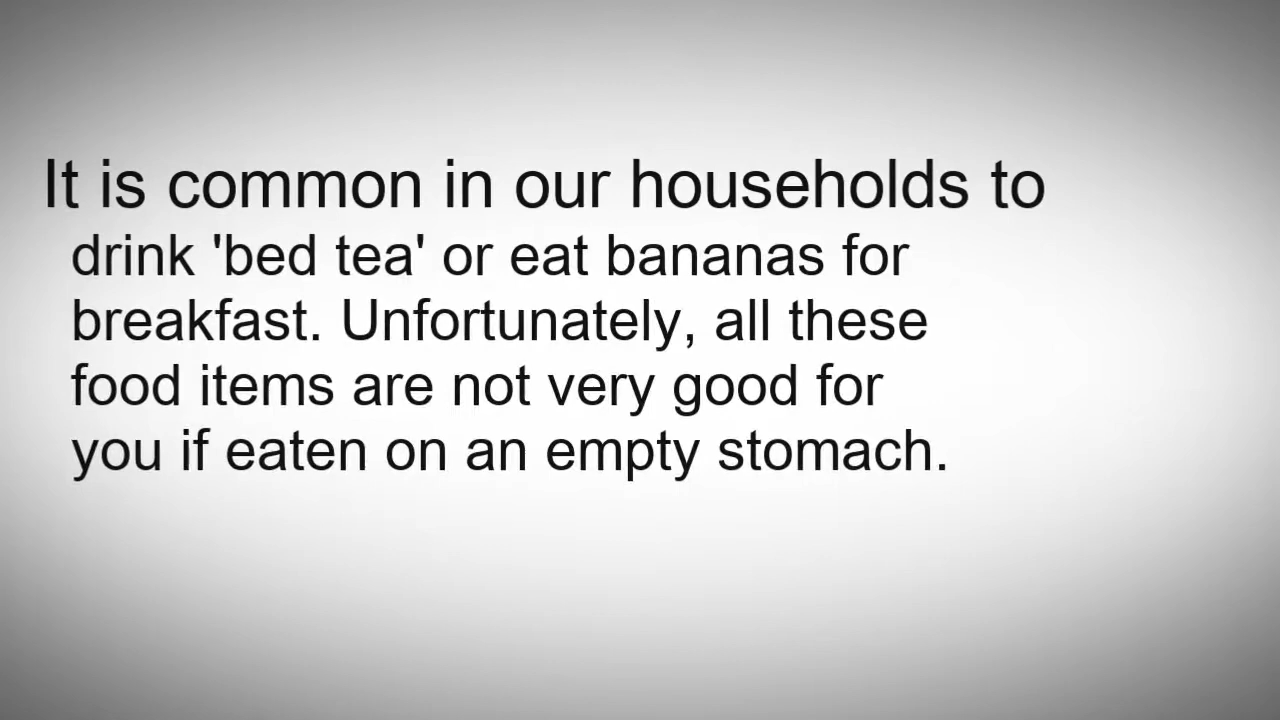 It is common in our households to
drink 'bed tea' or eat bananas for
breakfast. Unfortunately, all these
food items are not very good for
you if eaten on an empty stomach.